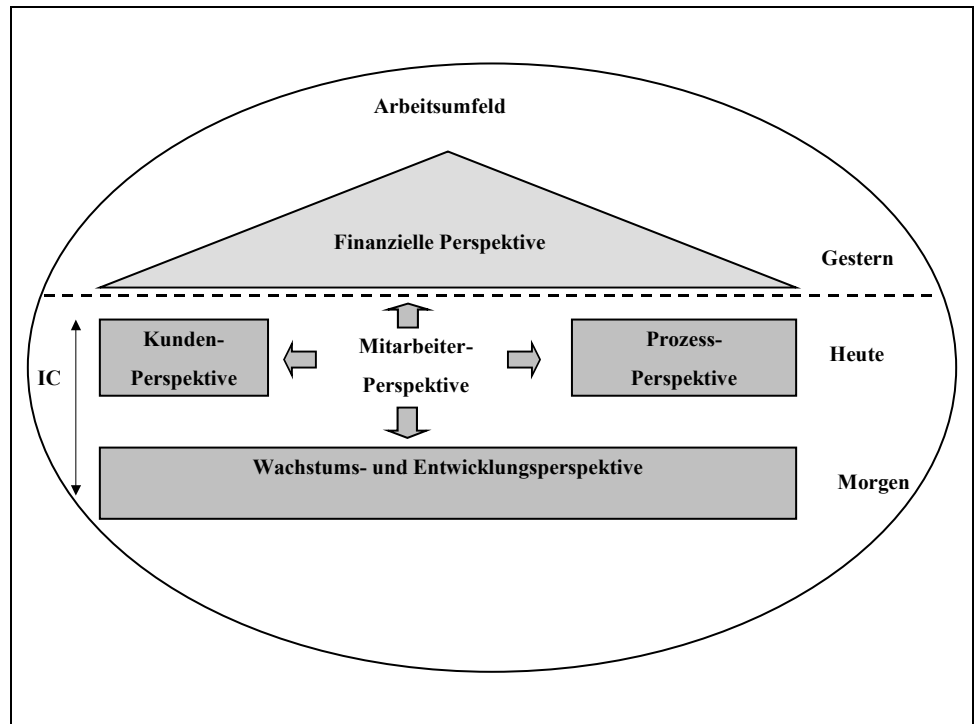 Arbeitsumfeld
Finanzielle Perspektive
Gestern
Kunden-
Perspektive
Mitarbeiter-
Perspektive
Prozess-
Perspektive
Heute
IC
Wachstums- und Entwicklungsperspektive
Morgen